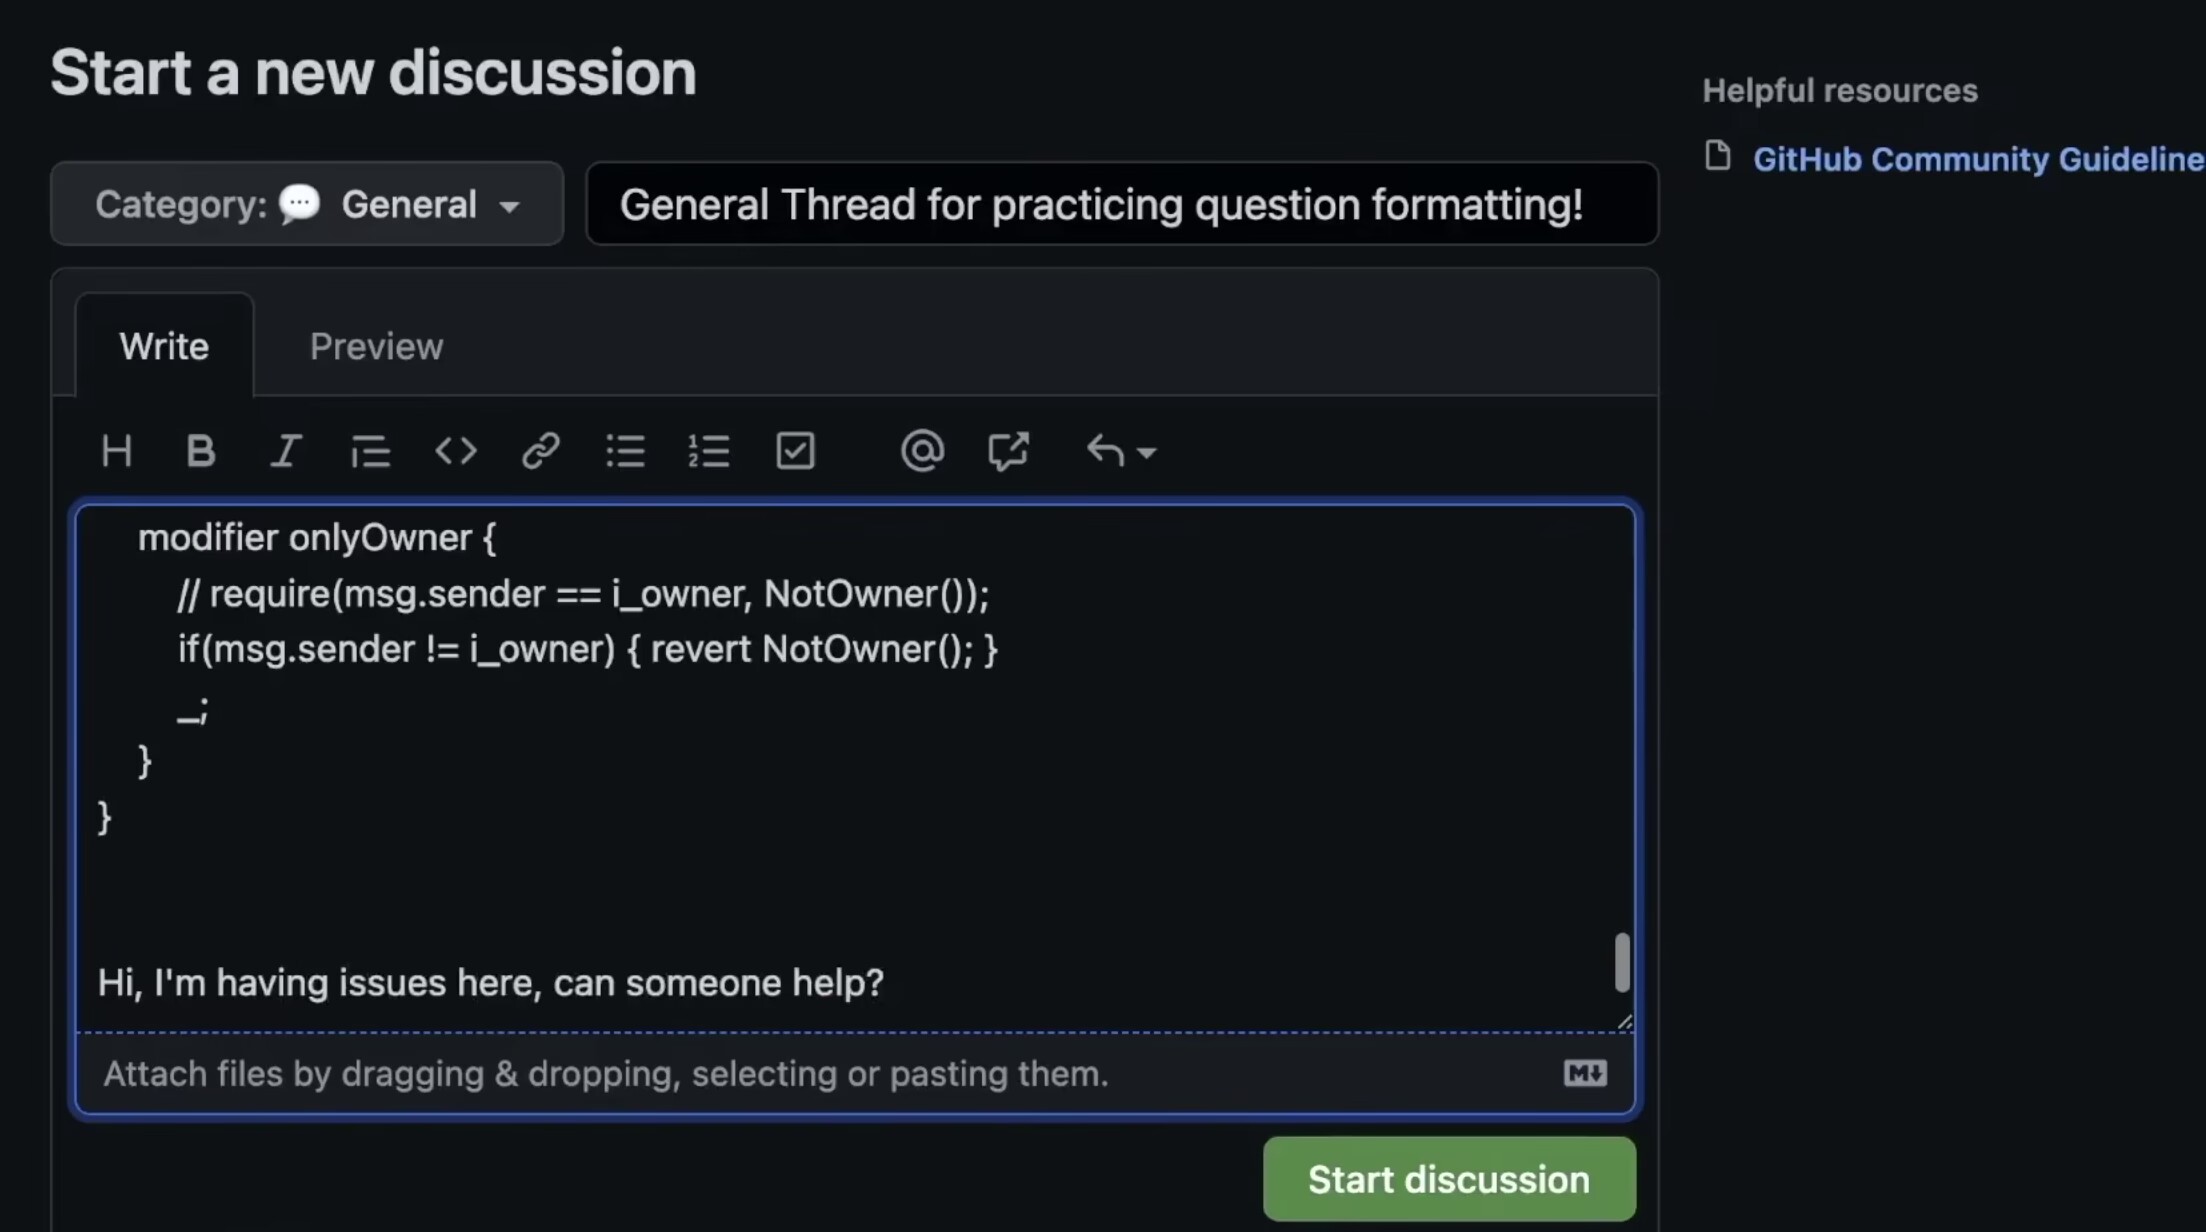 Start a new discussion
Helpful resources
GitHub Community Guideline
Category: 💬 General
General Thread for practicing question formatting!
Write
Preview
modifier onlyOwner {
// require(msg.sender == i_owner, NotOwner());
if(msg.sender != i_owner) { revert NotOwner(); }
_;
}
}
Hi, I'm having issues here, can someone help?
Attach files by dragging & dropping, selecting or pasting them.
Start discussion